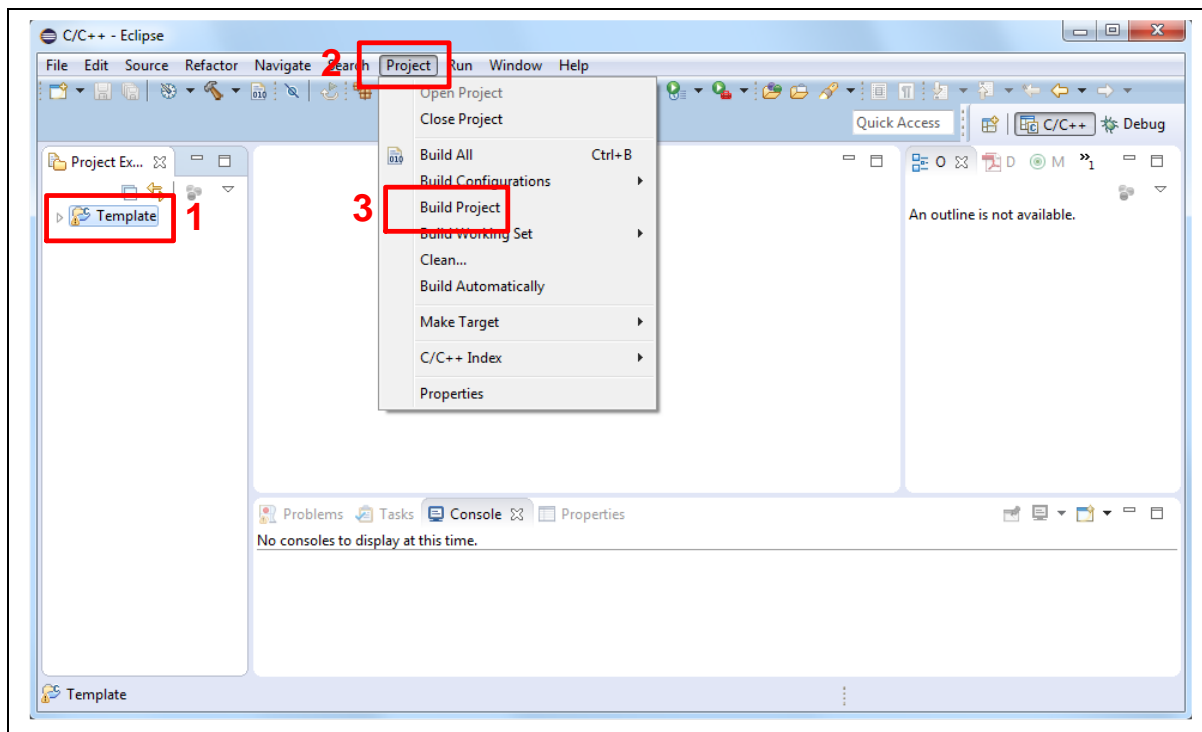 C/C++ - Eclipse
File Edit Source Refactor Navigate Search Project Run Window Help
2
Quick Access
C/C++
Debug
Project Ex...
Template
1
Open Project
Close Project
010 Build All Ctrl+B
Build Configurations
3
Build Project
Build Working Set
Clean...
Build Automatically
Make Target
C/C++ Index
Properties
O
D
M
»1
An outline is not available.
Problems Tasks Console Properties
No consoles to display at this time.
Template